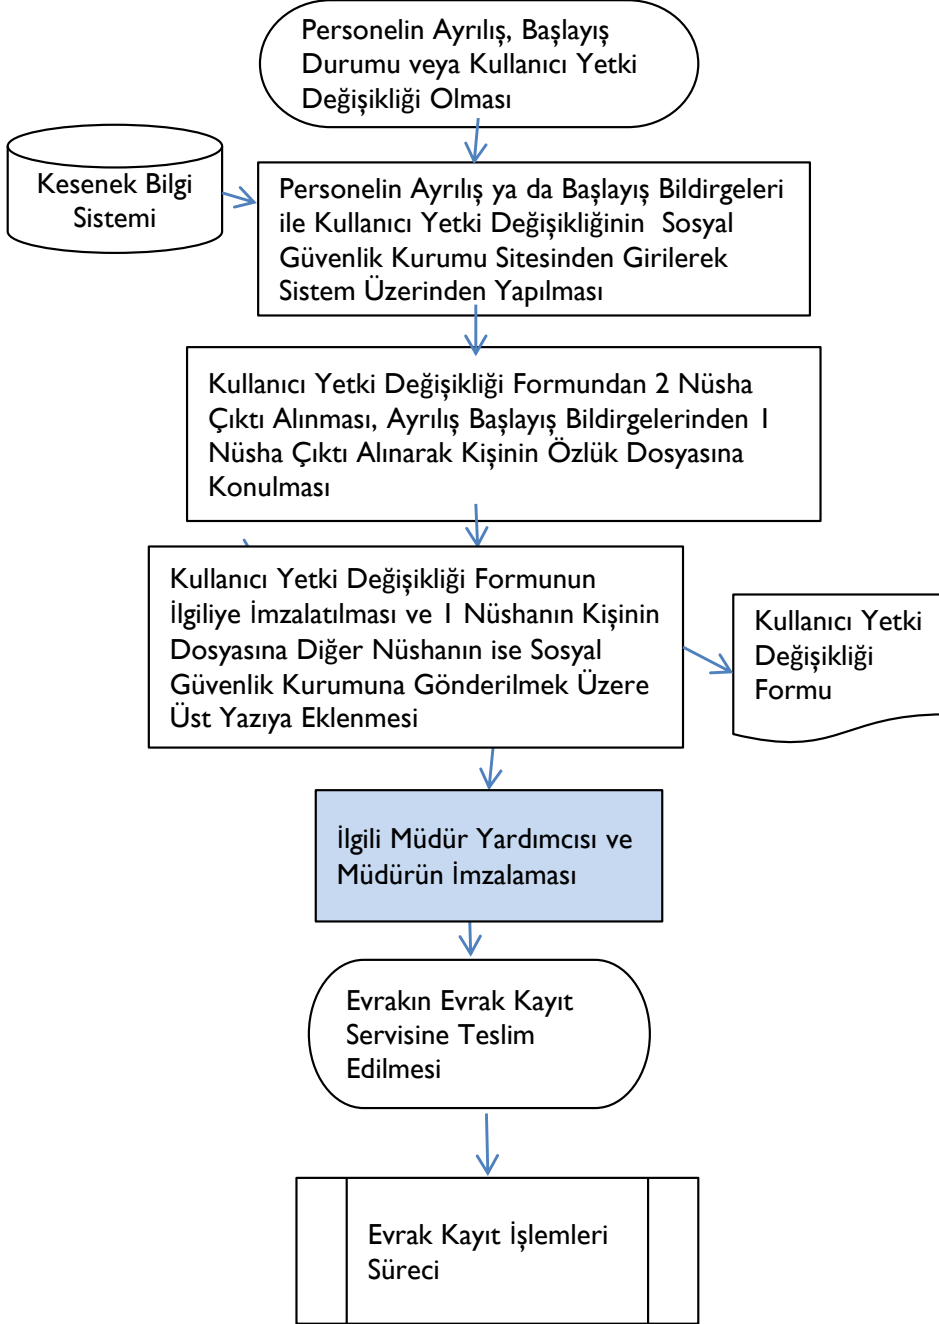 Personelin Ayrılış, Başlayış
Durumu veya Kullanıcı Yetki
Değişikliği Olması
Kesenek Bilgi
Sistemi
Personelin Ayrılış ya da Başlayış Bildirgeleri
ile Kullanıcı Yetki Değişikliğinin Sosyal
Güvenlik Kurumu Sitesinden Girilerek
Sistem Üzerinden Yapılması
Kullanıcı Yetki Değişikliği Formundan 2 Nüsha
Çıktı Alınması, Ayrılış Başlayış Bildirgelerinden 1
Nüsha Çıktı Alınarak Kişinin Özlük Dosyasına
Konulması
Kullanıcı Yetki Değişikliği Formunun
İlgiliye İmzalatılması ve 1 Nüshanın Kişinin
Dosyasına Diğer Nüshanın ise Sosyal
Güvenlik Kurumuna Gönderilmek Üzere
Üst Yazıya Eklenmesi
Kullanıcı Yetki
Değişikliği
Formu
İlgili Müdür Yardımcısı ve
Müdürün İmzalaması
Evrakın Evrak Kayıt
Servisine Teslim
Edilmesi
Evrak Kayıt İşlemleri
Süreci